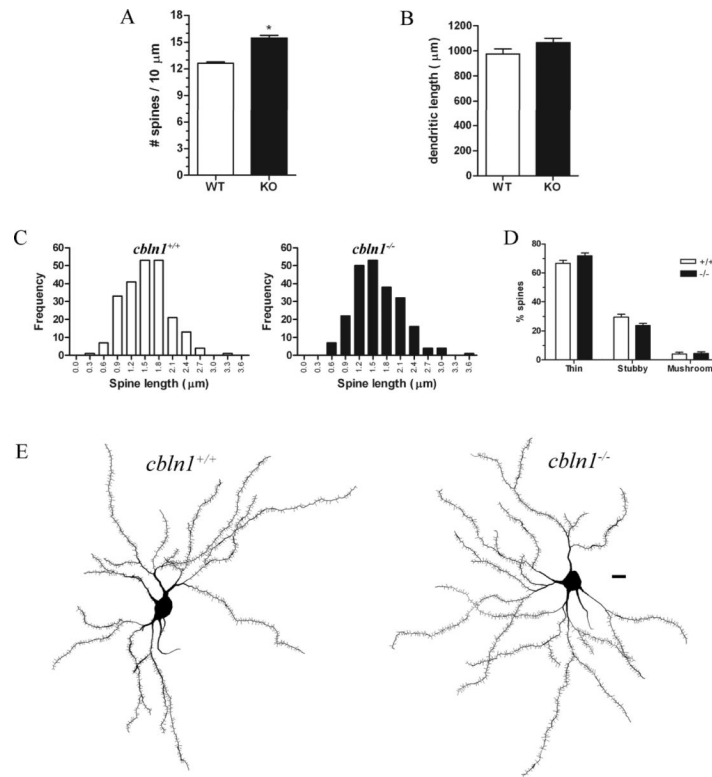 A
# spines / 10 μm
18
15
12
9
6
3
0
*
WT KO
B
dendritic length ( μm)
1200
1000
800
600
400
200
0
WT KO
C
cbln1+/+
Frequency
60
50
40
30
20
10
0
0.0 0.3 0.6 0.9 1.2 1.5 1.8 2.1 2.4 2.7 3.0 3.3 3.6
Spine length ( μm)
cbln1-/-
Frequency
60
50
40
30
20
10
0
0.0 0.3 0.6 0.9 1.2 1.5 1.8 2.1 2.4 2.7 3.0 3.3 3.6
Spine length ( μm)
D
% spines
80
60
40
20
0
+/+
-/-
Thin Stubby Mushroom
E
cbln1+/+
cbln1-/-